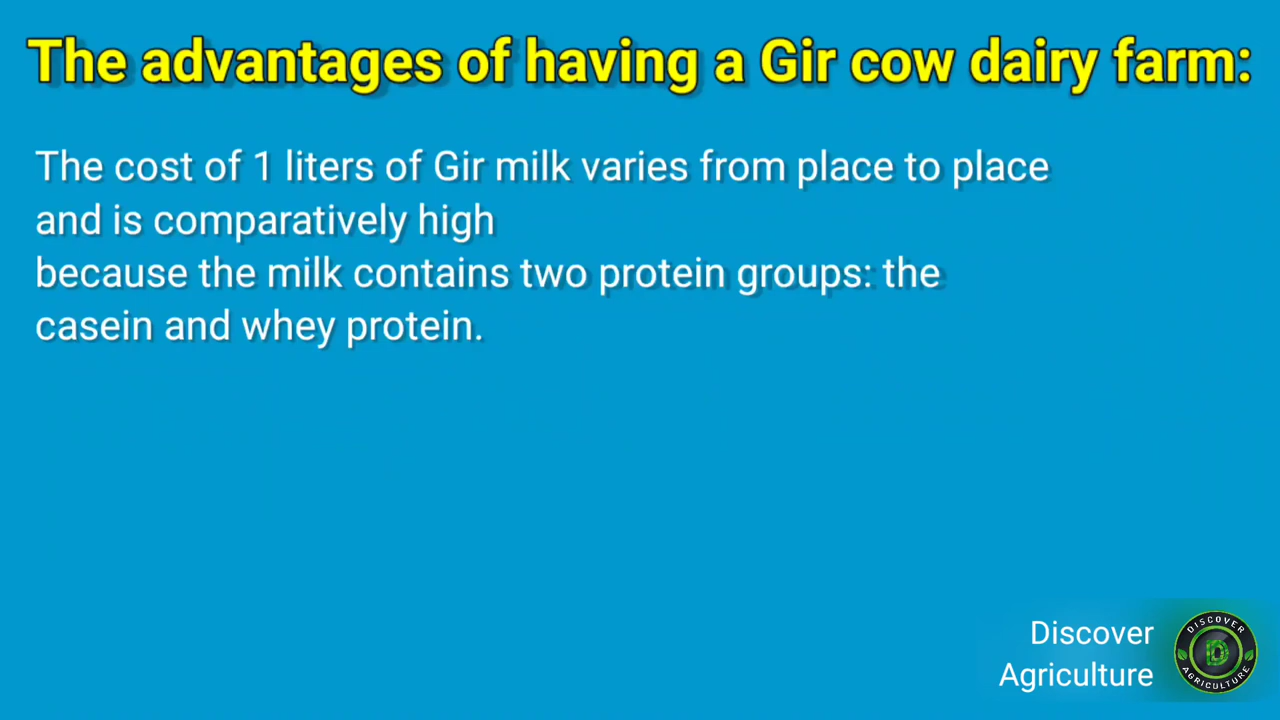 The advantages of having a Gir cow dairy farm:
The cost of 1 liters of Gir milk varies from place to place
and is comparatively high
because the milk contains two protein groups: the
casein and whey protein.
Discover
Agriculture
DISCOVER
D
AGRICULTURE